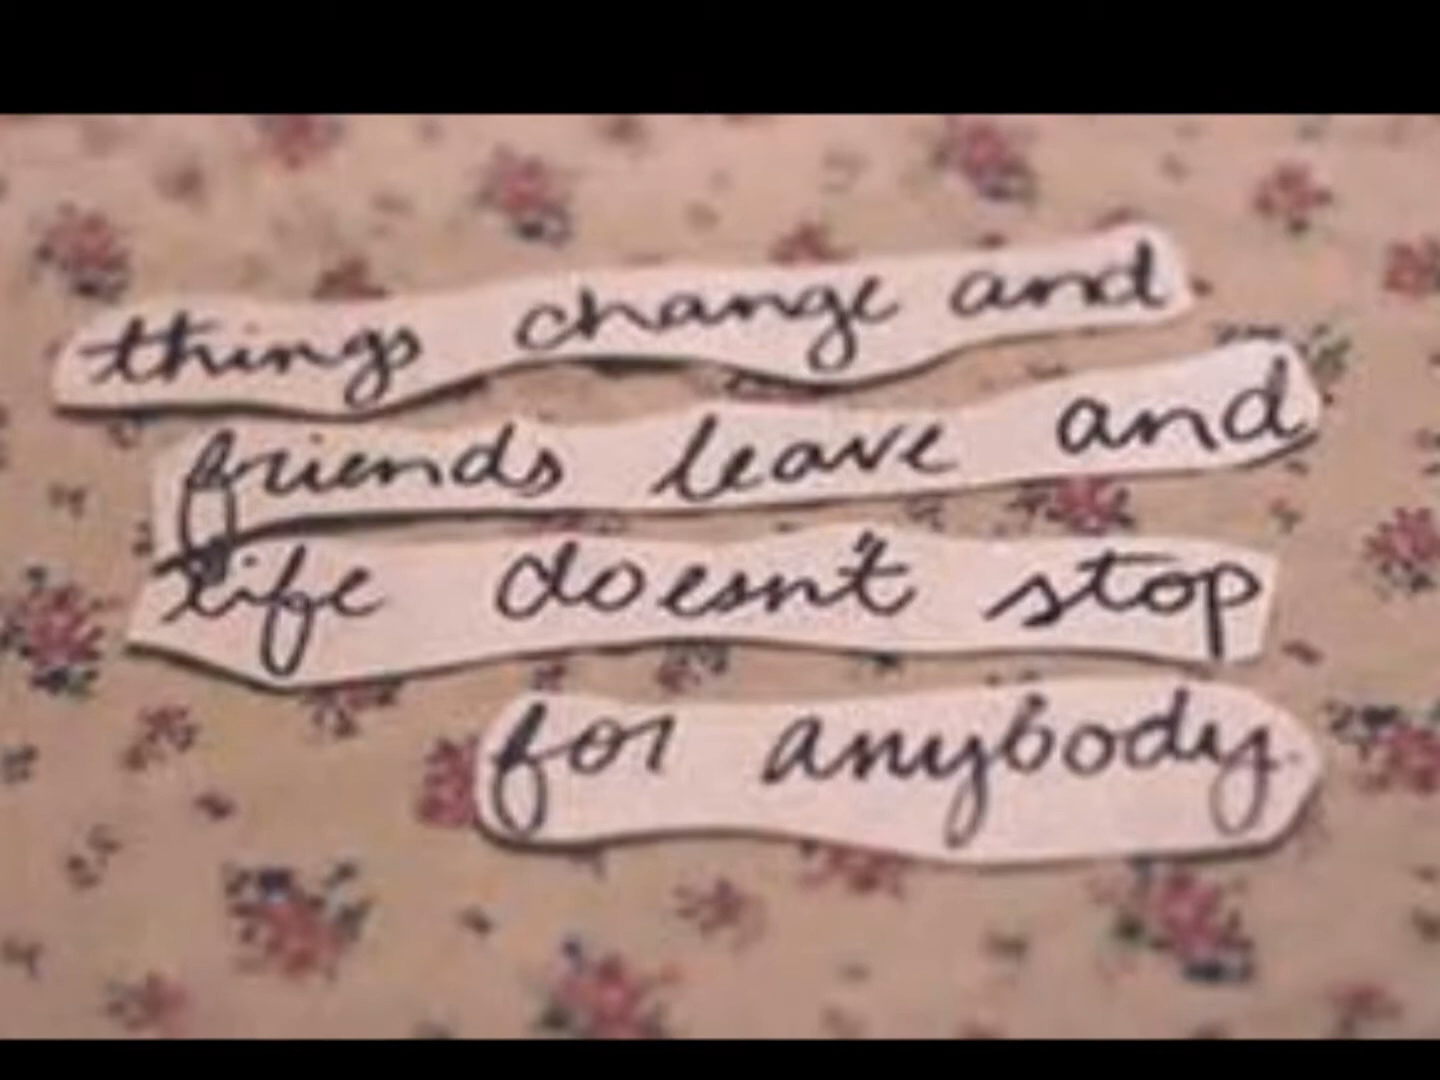 things change and
friends leave and
life doesn't stop
for anybody.